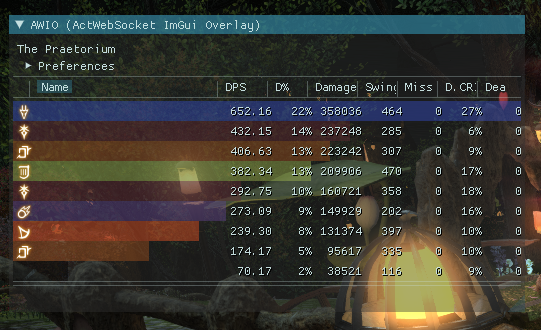 AWIO (ActWebSocket ImGui Overlay)
The Praetorium
Preferences
Name DPS D% Damage Swing Miss D.CR: Dea
652.16 22% 358036 464 0 27% 0
432.15 14% 237248 285 0 6% 0
406.63 13% 223242 307 0 9% 0
382.34 13% 209906 470 0 17% 0
292.75 10% 160721 358 0 18% 0
273.09 9% 149929 202 0 16% 0
239.30 8% 131374 397 0 10% 0
174.17 5% 95617 335 0 10% 0
70.17 2% 38521 116 0 9% 0